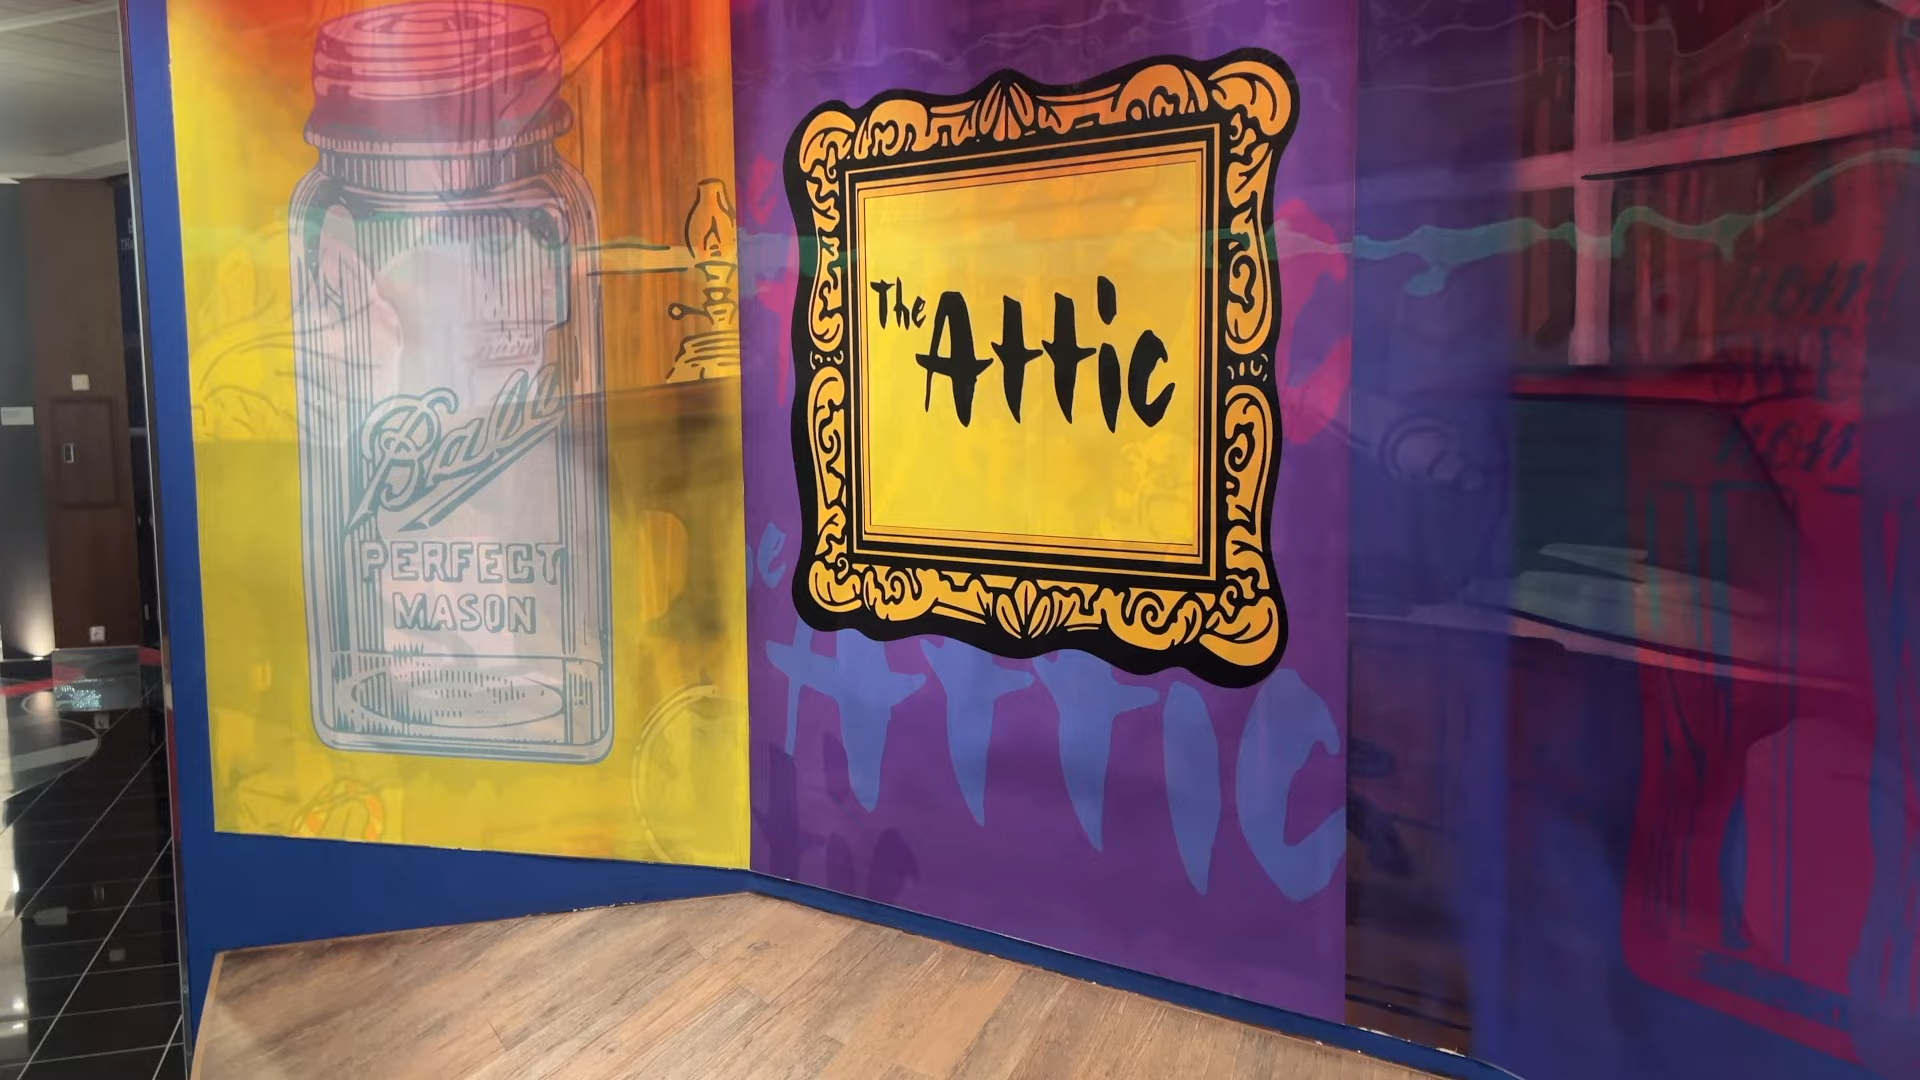 Ball
PERFECT
MASON
The
Attic
Attic